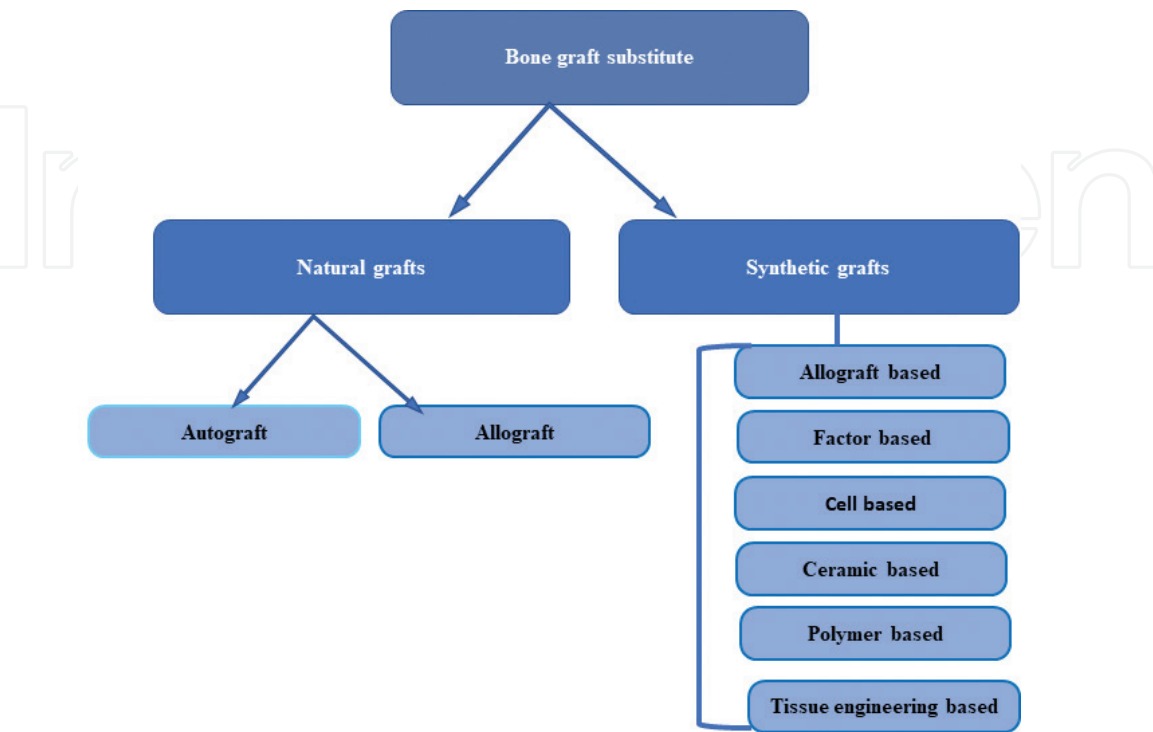 Bone graft substitute
Natural grafts
Synthetic grafts
Autograft
Allograft
Allograft based
Factor based
Cell based
Ceramic based
Polymer based
Tissue engineering based